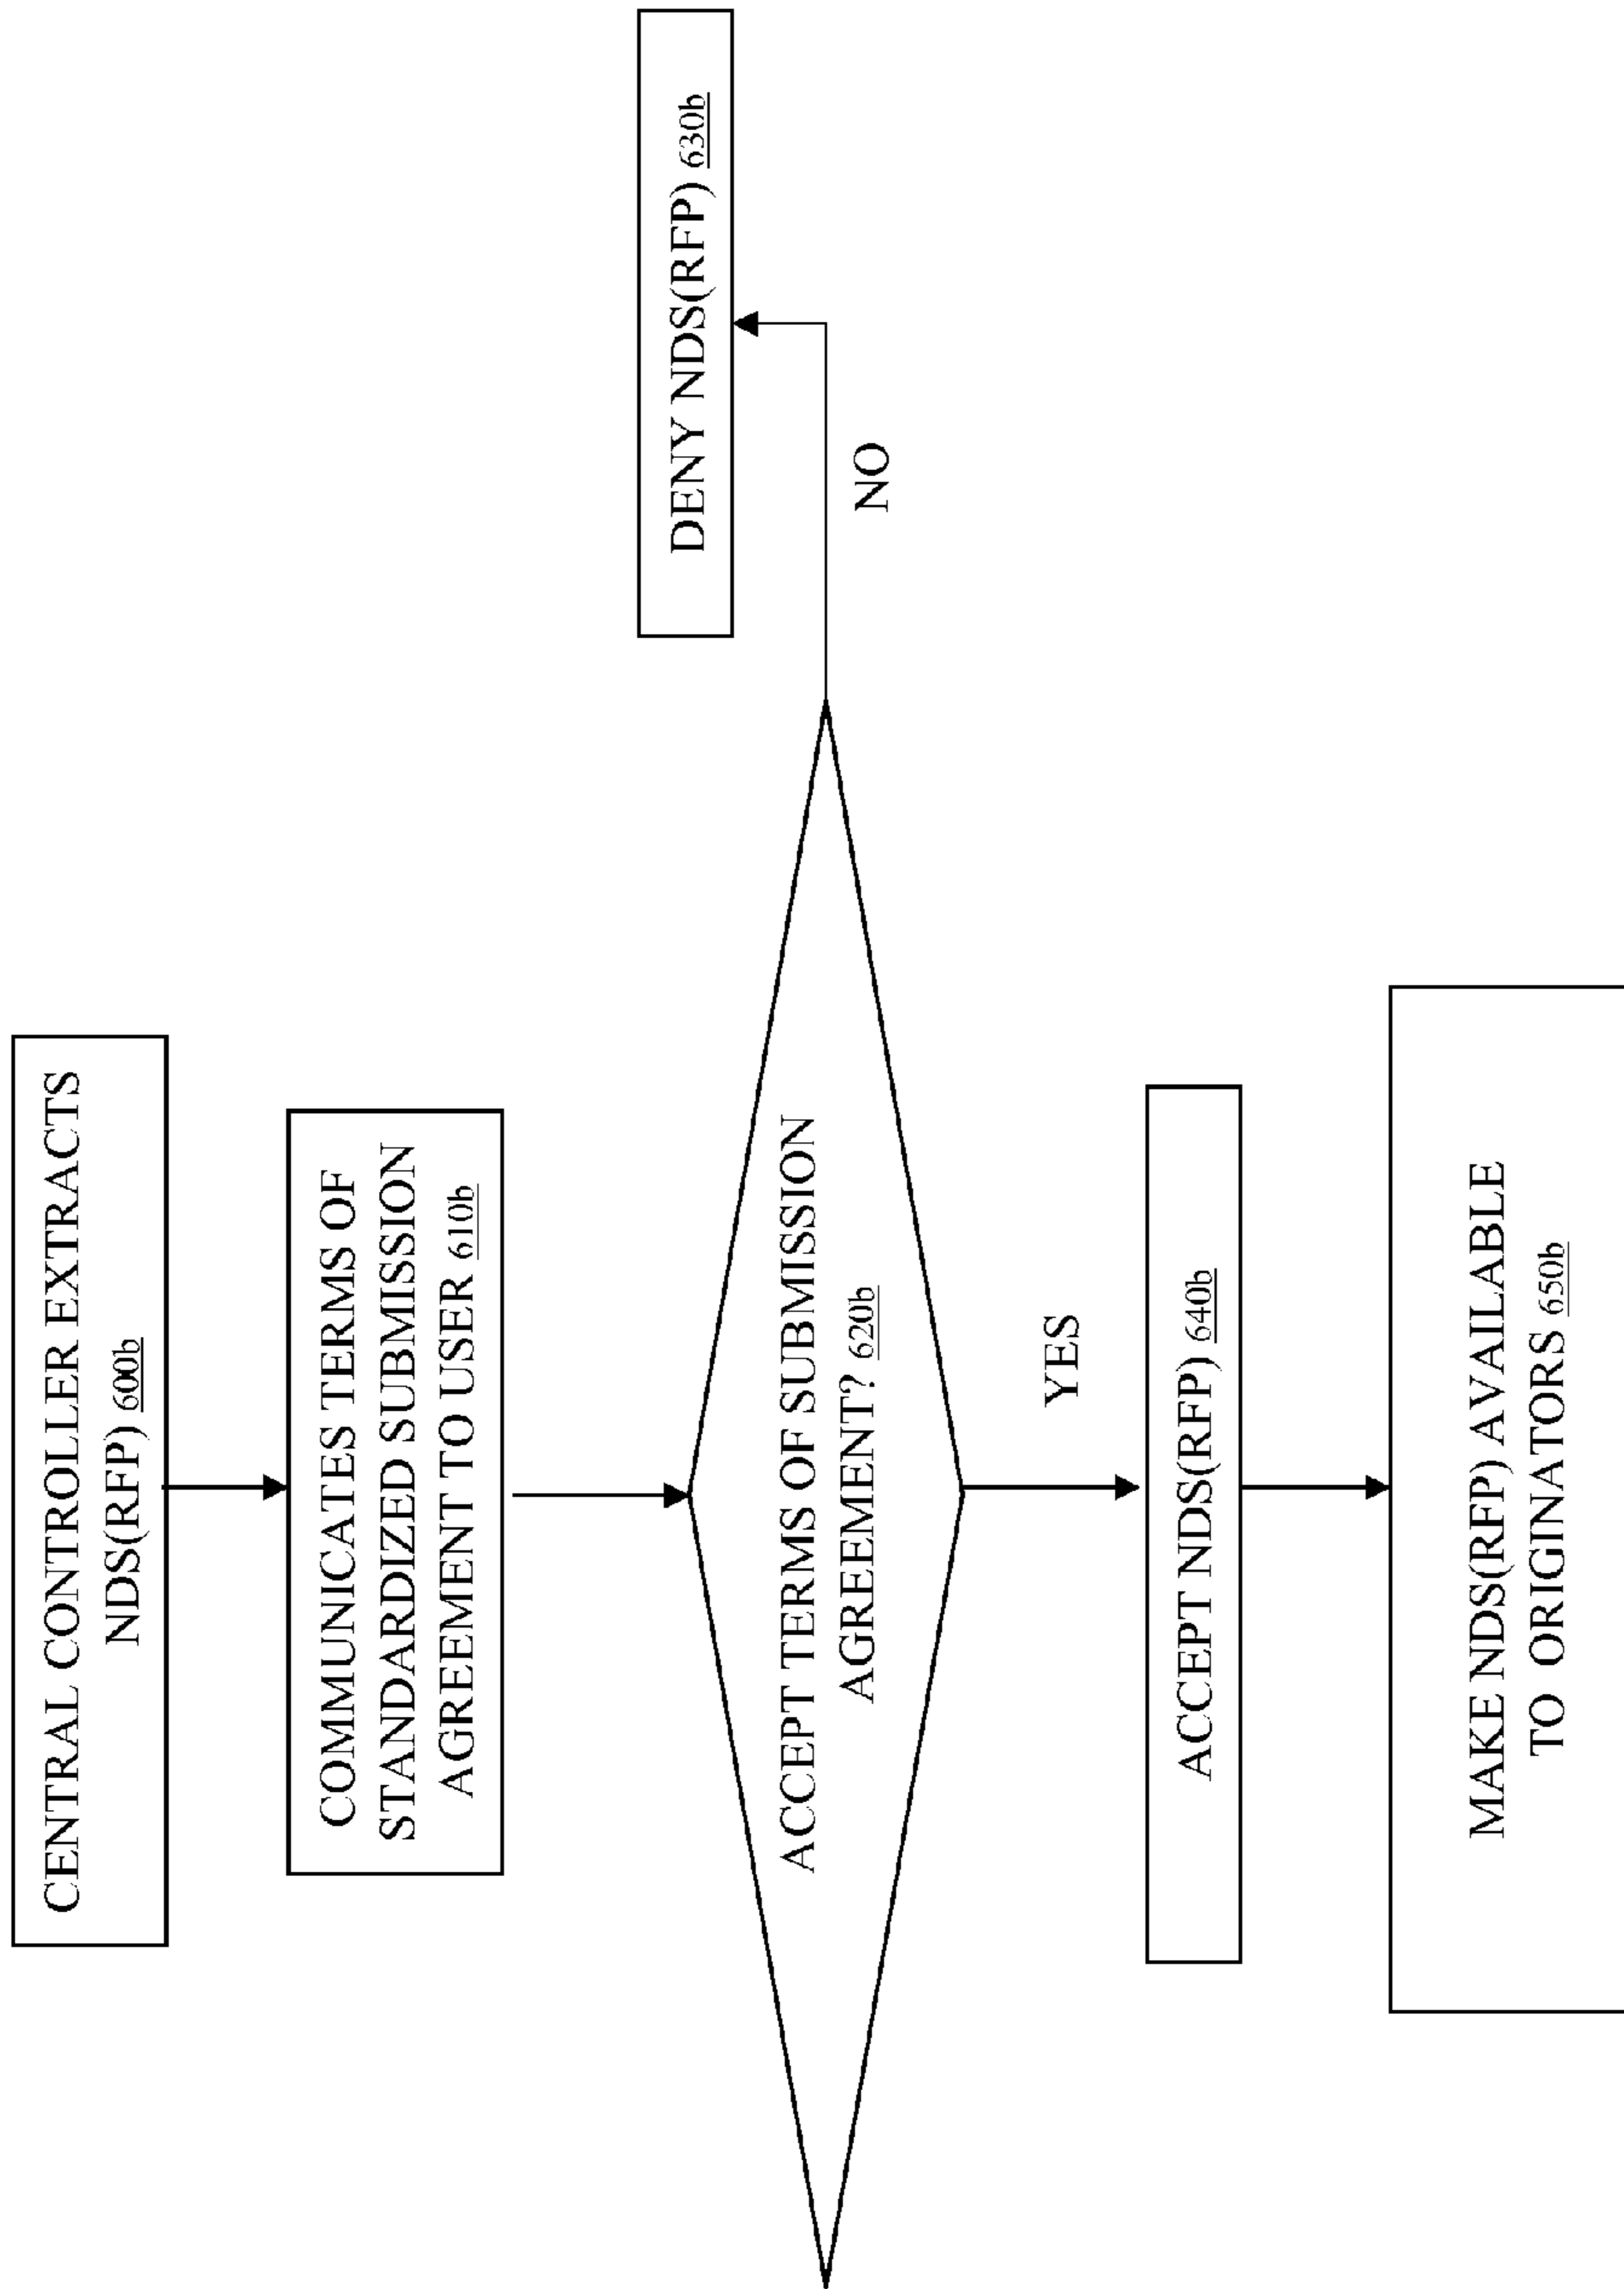 CENTRAL CONTROLLER EXTRACTS
NDS(RFP) 600b
COMMUNICATES TERMS OF
STANDARDIZED SUBMISSION
AGREEMENT TO USER 610b
ACCEPT TERMS OF SUBMISSION
AGREEMENT? 620b
NO
DENY NDS(RFP) 630b
YES
ACCEPT NDS(RFP) 640b
MAKE NDS(RFP) AVAILABLE
TO ORIGINATORS 650b